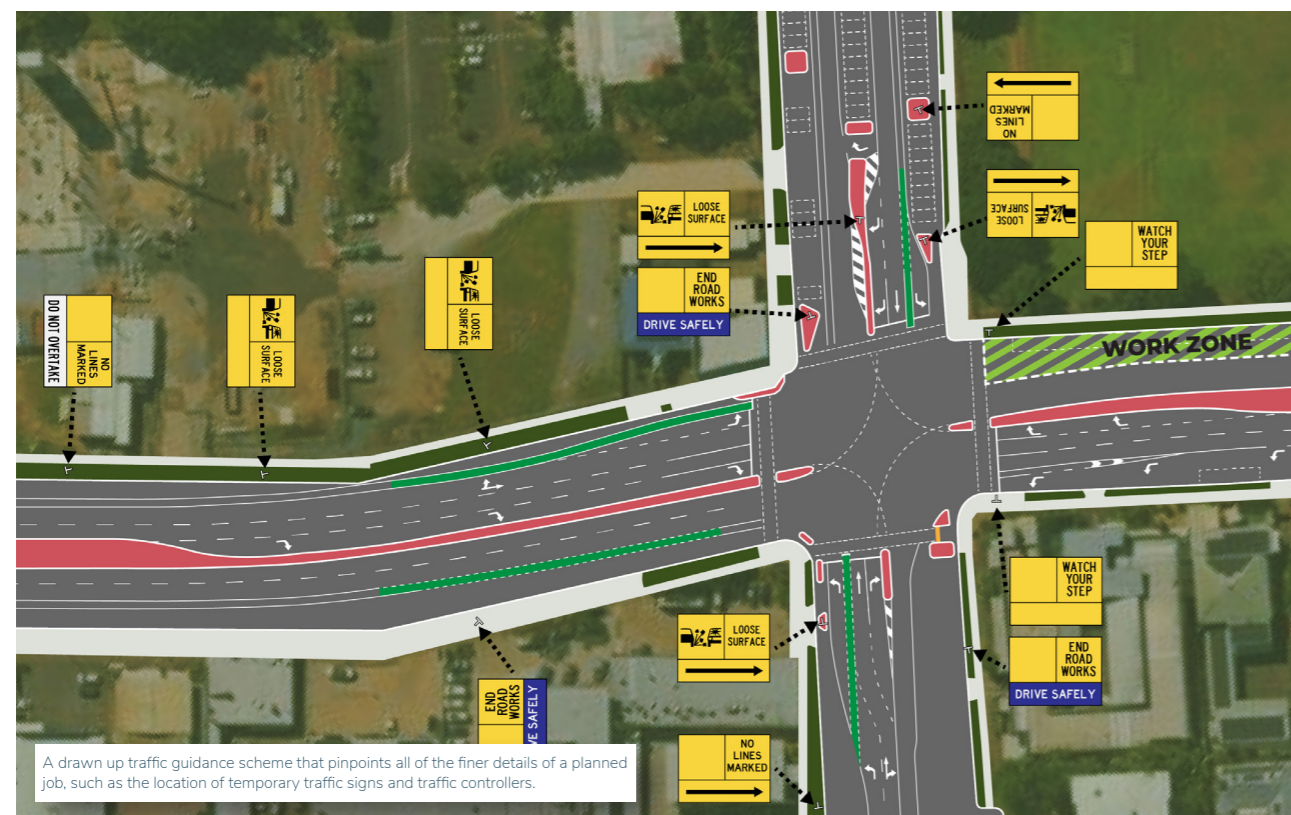 NO
LINES
MARKED
LOOSE
SURFACE
WATCH
YOUR
STEP
LOOSE
SURFACE
END
ROAD
WORKS
DRIVE SAFELY
LOOSE
SURFACE
LOOSE
SURFACE
NO
LINES
MARKED
DO NOT OVERTAKE
WORK ZONE
WATCH
YOUR
STEP
END
ROAD
WORKS
DRIVE SAFELY
LOOSE
SURFACE
END
ROAD
WORKS
VE SAFELY
NO
LINES
MARKED
A drawn up traffic guidance scheme that pinpoints all of the finer details of a planned
job, such as the location of temporary traffic signs and traffic controllers.